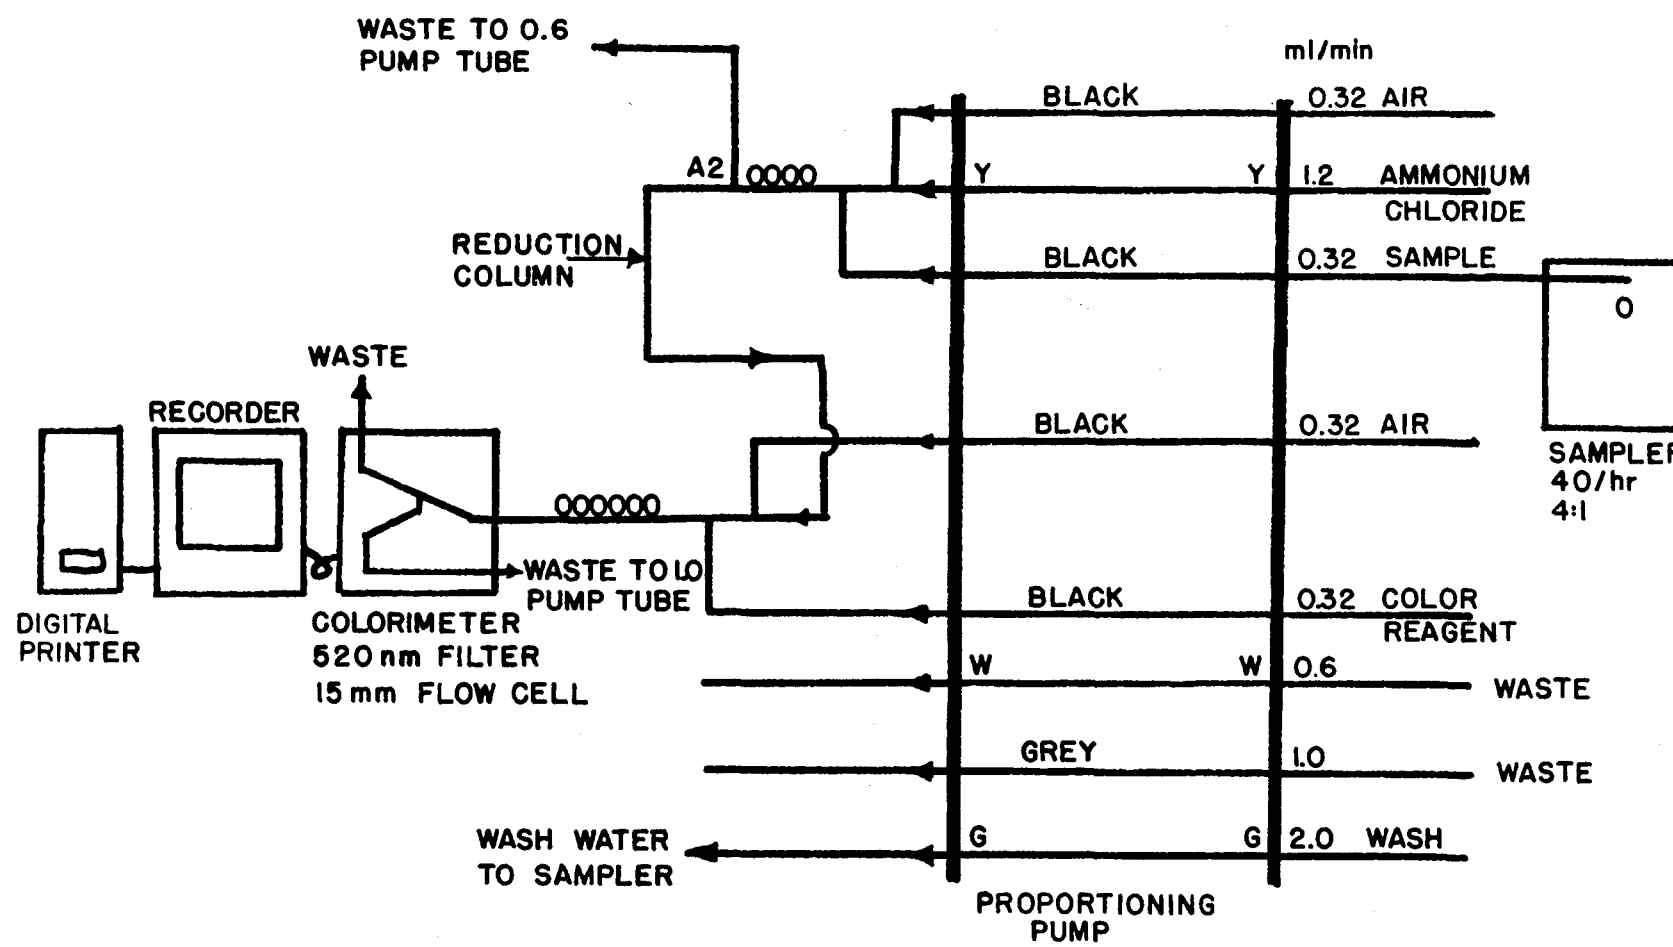 WASTE TO 0.6
PUMP TUBE
ml/min
BLACK 0.32 AIR
A2 Y Y 1.2 AMMONIUM
CHLORIDE
REDUCTION
COLUMN
BLACK 0.32 SAMPLE
O
WASTE
RECORDER
BLACK 0.32 AIR
SAMPLER
40/hr
4:1
WASTE TO 1.0
PUMP TUBE
DIGITAL
PRINTER
COLORIMETER
520 nm FILTER
15 mm FLOW CELL
BLACK 0.32 COLOR
REAGENT
W W 0.6 WASTE
GREY 1.0 WASTE
WASH WATER
TO SAMPLER
G G 2.0 WASH
PROPORTIONING
PUMP